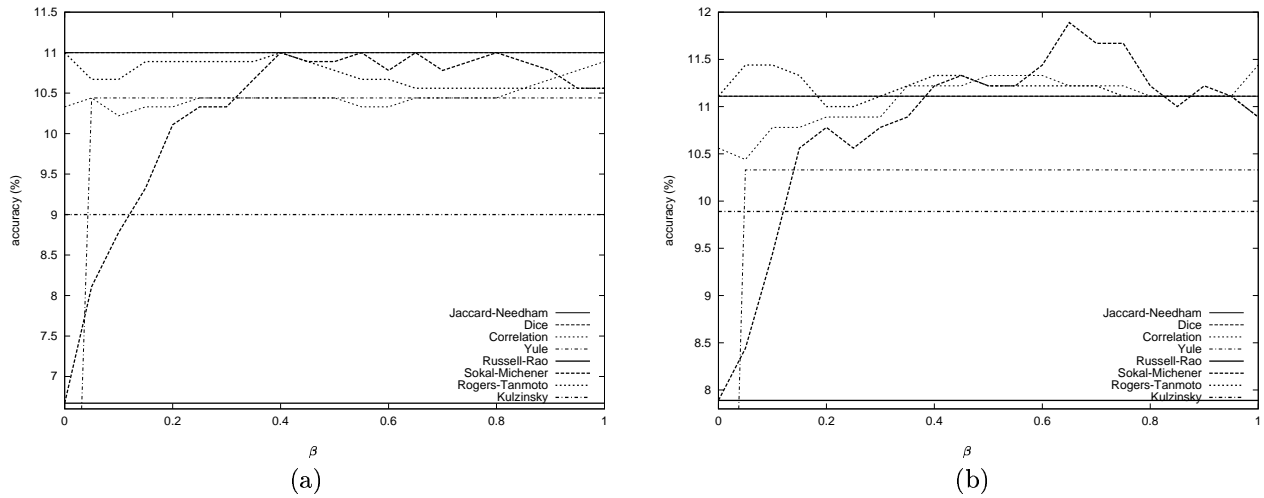 11.5
11
10.5
10
9.5
9
8.5
8
7.5
7
accuracy (%)
Jaccard-Needham
Dice
Correlation
Yule
Russell-Rao
Sokal-Michener
Rogers-Tanmoto
Kulzinsky
0 0.2 0.4 0.6 0.8 1
β
(a)
12
11.5
11
10.5
10
9.5
9
8.5
8
accuracy (%)
Jaccard-Needham
Dice
Correlation
Yule
Russell-Rao
Sokal-Michener
Rogers-Tanmoto
Kulzinsky
0 0.2 0.4 0.6 0.8 1
β
(b)